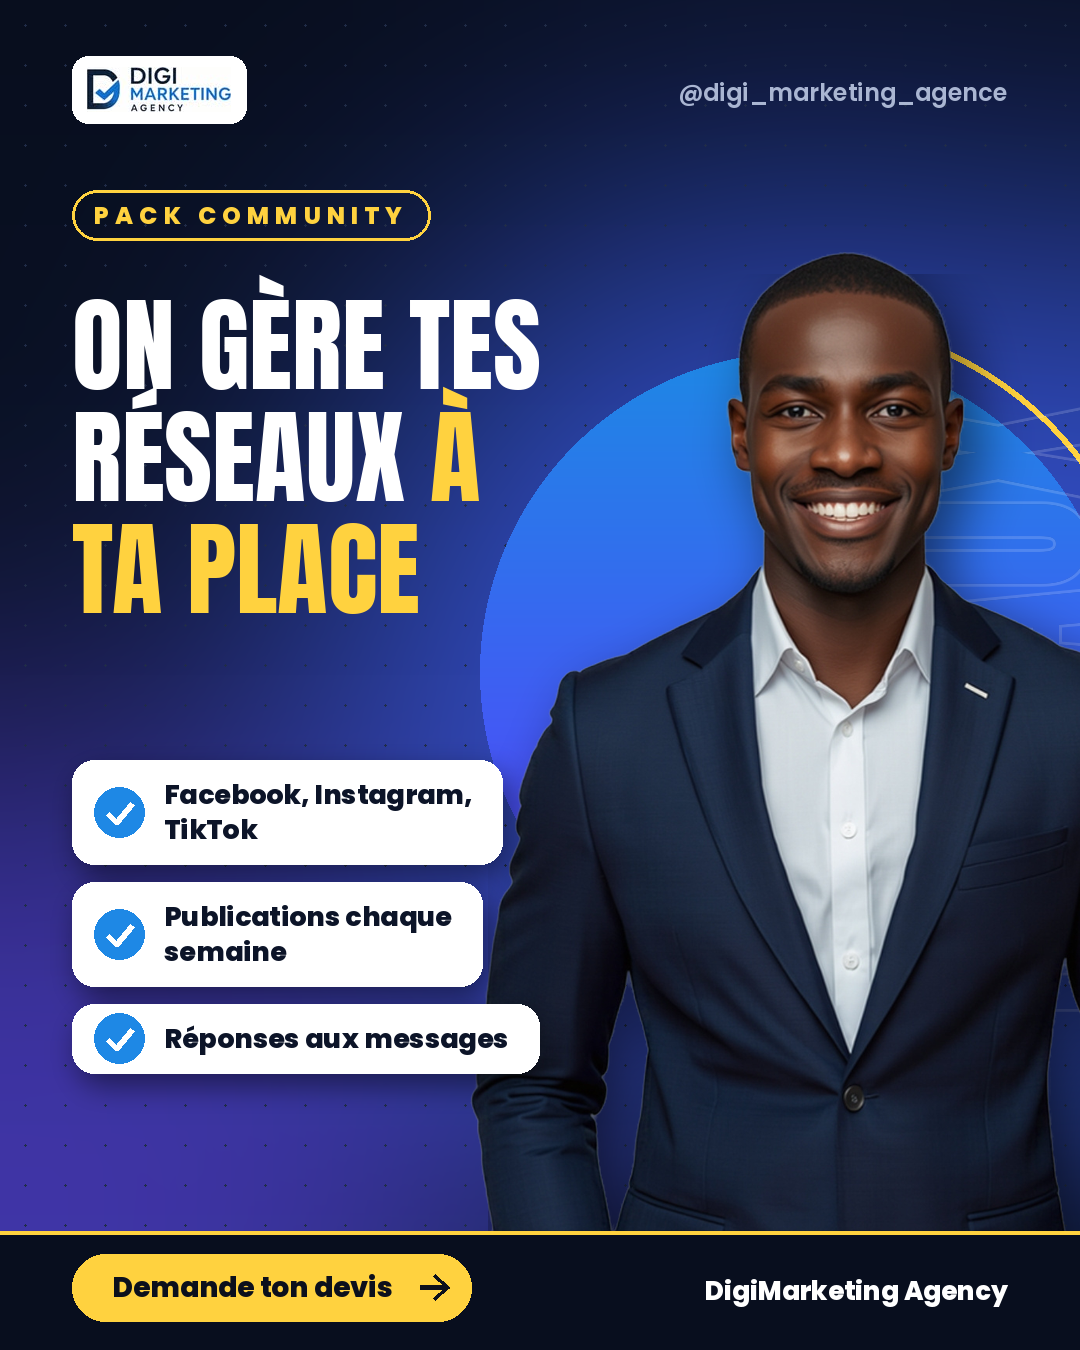 DIGI
MARKETING
AGENCY
@digi_marketing_agence
PACK COMMUNITY
ON GÈRE TES
RÉSEAUX À
TA PLACE
Facebook, Instagram,
TikTok
Publications chaque
semaine
Réponses aux messages
Demande ton devis
DigiMarketing Agency